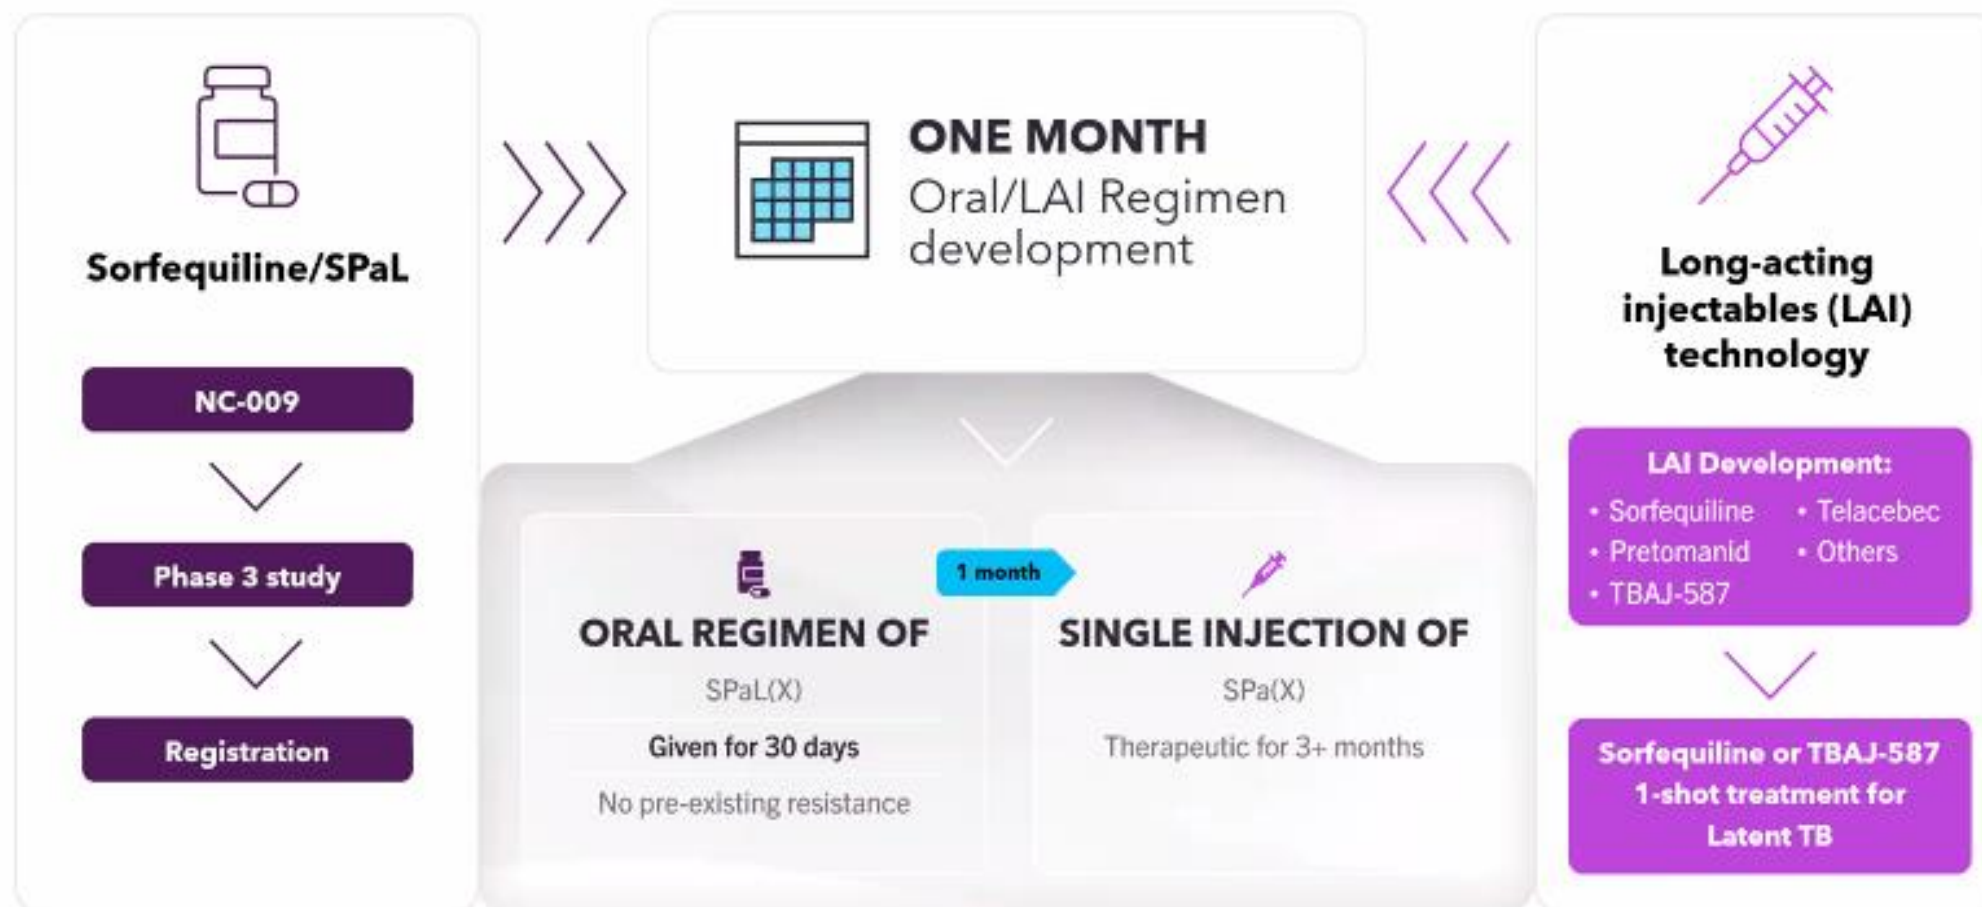 Sorfequiline/SPaL
NC-009
Phase 3 study
Registration
ONE MONTH
Oral/LAI Regimen
development
1 month
ORAL REGIMEN OF
SPaL(X)
Given for 30 days
No pre-existing resistance
SINGLE INJECTION OF
SPa(X)
Therapeutic for 3+ months
Long-acting
injectables (LAI)
technology
LAI Development:
• Sorfequiline
• Pretomanid
• TBAJ-587
• Telacebec
• Others
Sorfequiline or TBAJ-587
1-shot treatment for
Latent TB